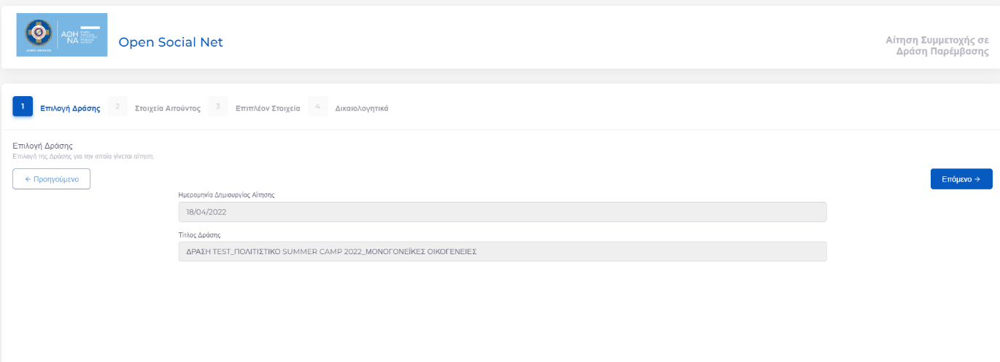 ΑΘΗ
ΝΑ
Open Social Net
Αίτηση Συμμετοχής σε
Δράση Παρέμβασης
1 Επιλογή Δράσης 2 Στοιχεία Αιτούντος 3 Επιπλέον Στοιχεία 4 Δικαιολογητικά
Επιλογή Δράσης
Επιλογή της Δράσης για την οποία γίνεται αίτηση.
← Προηγούμενο
Επόμενο →
Ημερομηνία Δημιουργίας Αίτησης
18/04/2022
Τίτλος Δράσης
ΔΡΑΣΗ TEST_ΠΟΛΙΤΙΣΤΙΚΟ SUMMER CAMP 2022_ΜΟΝΟΓΟΝΕΪΚΕΣ ΟΙΚΟΓΕΝΕΙΕΣ